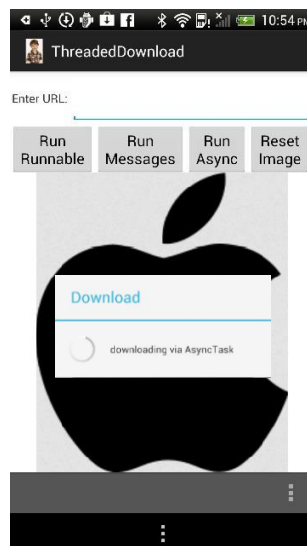 10:54 PM
ThreadedDownload
Enter URL:
Run Runnable
Run Messages
Run Async
Reset Image
Download
downloading via AsyncTask